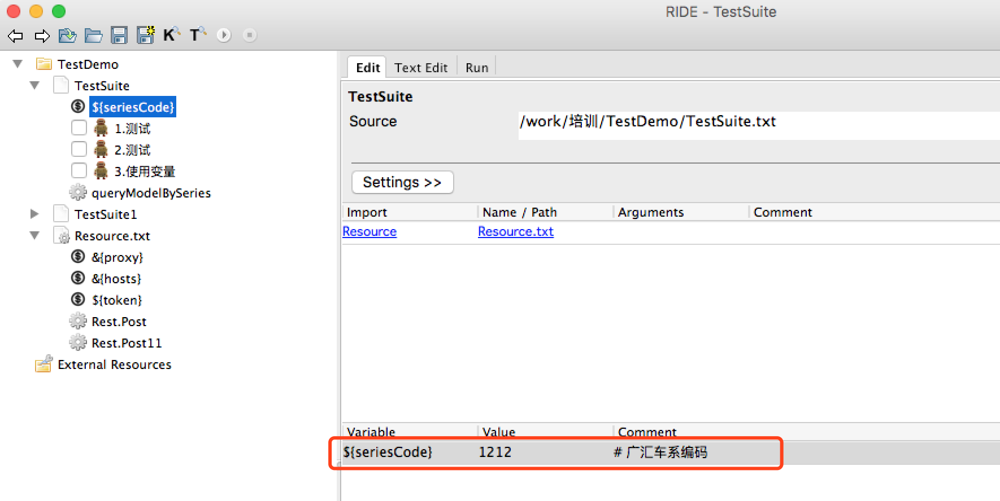 RIDE - TestSuite
K T
TestDemo
TestSuite
${seriesCode}
1.测试
2.测试
3.使用变量
queryModelBySeries
TestSuite1
Resource.txt
&{proxy}
&{hosts}
${token}
Rest.Post
Rest.Post11
External Resources
Edit Text Edit Run
TestSuite
Source /work/培训/TestDemo/TestSuite.txt
Settings >>
Import Name / Path Arguments Comment
Resource Resource.txt
Variable Value Comment
${seriesCode} 1212 # 广汇车系编码